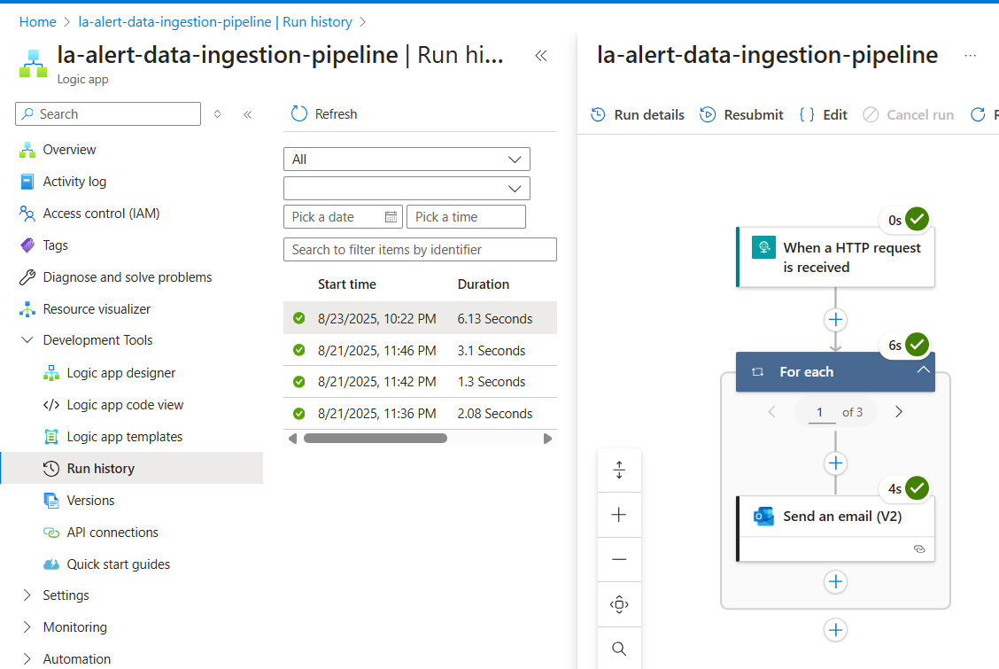 Home > la-alert-data-ingestion-pipeline | Run history >
la-alert-data-ingestion-pipeline | Run hi...
Logic app
Search
Overview
Activity log
Access control (IAM)
Tags
Diagnose and solve problems
Resource visualizer
Development Tools
Logic app designer
Logic app code view
Logic app templates
Run history
Versions
API connections
Quick start guides
Settings
Monitoring
Automation
Refresh
All
Pick a date
Pick a time
Search to filter items by identifier
Start time Duration
8/23/2025, 10:22 PM 6.13 Seconds
8/21/2025, 11:46 PM 3.1 Seconds
8/21/2025, 11:42 PM 1.3 Seconds
8/21/2025, 11:36 PM 2.08 Seconds
la-alert-data-ingestion-pipeline ...
Run details Resubmit {} Edit Cancel run R
0s
When a HTTP request
is received
6s
For each
1 of 3
4s
Send an email (V2)